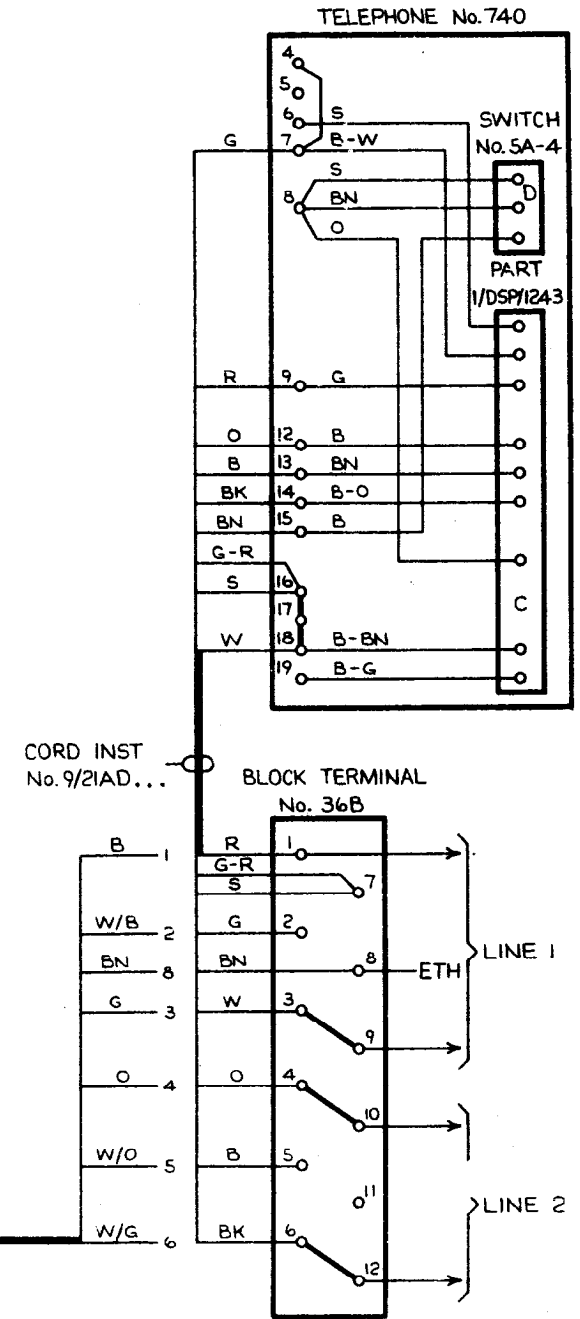 TELEPHONE No. 740
4
5
6 S
G 7 B-W
SWITCH
No. 5A-4
S
8 BN D
O
PART
1/DSP/1243
R 9 G
O 12 B
B 13 BN
BK 14 B-O
BN 15 B
G-R
S 16
17
C
W 18 B-BN
19 B-G
CORD INST
No. 9/21AD...
BLOCK TERMINAL
No. 36B
B 1 R 1
G-R
S 7
W/B 2 G 2
LINE 1
BN 8 BN 8 ETH
G 3 W 3
9
O 4 O 4
10
W/O 5 B 5
11
LINE 2
W/G 6 BK 6
12